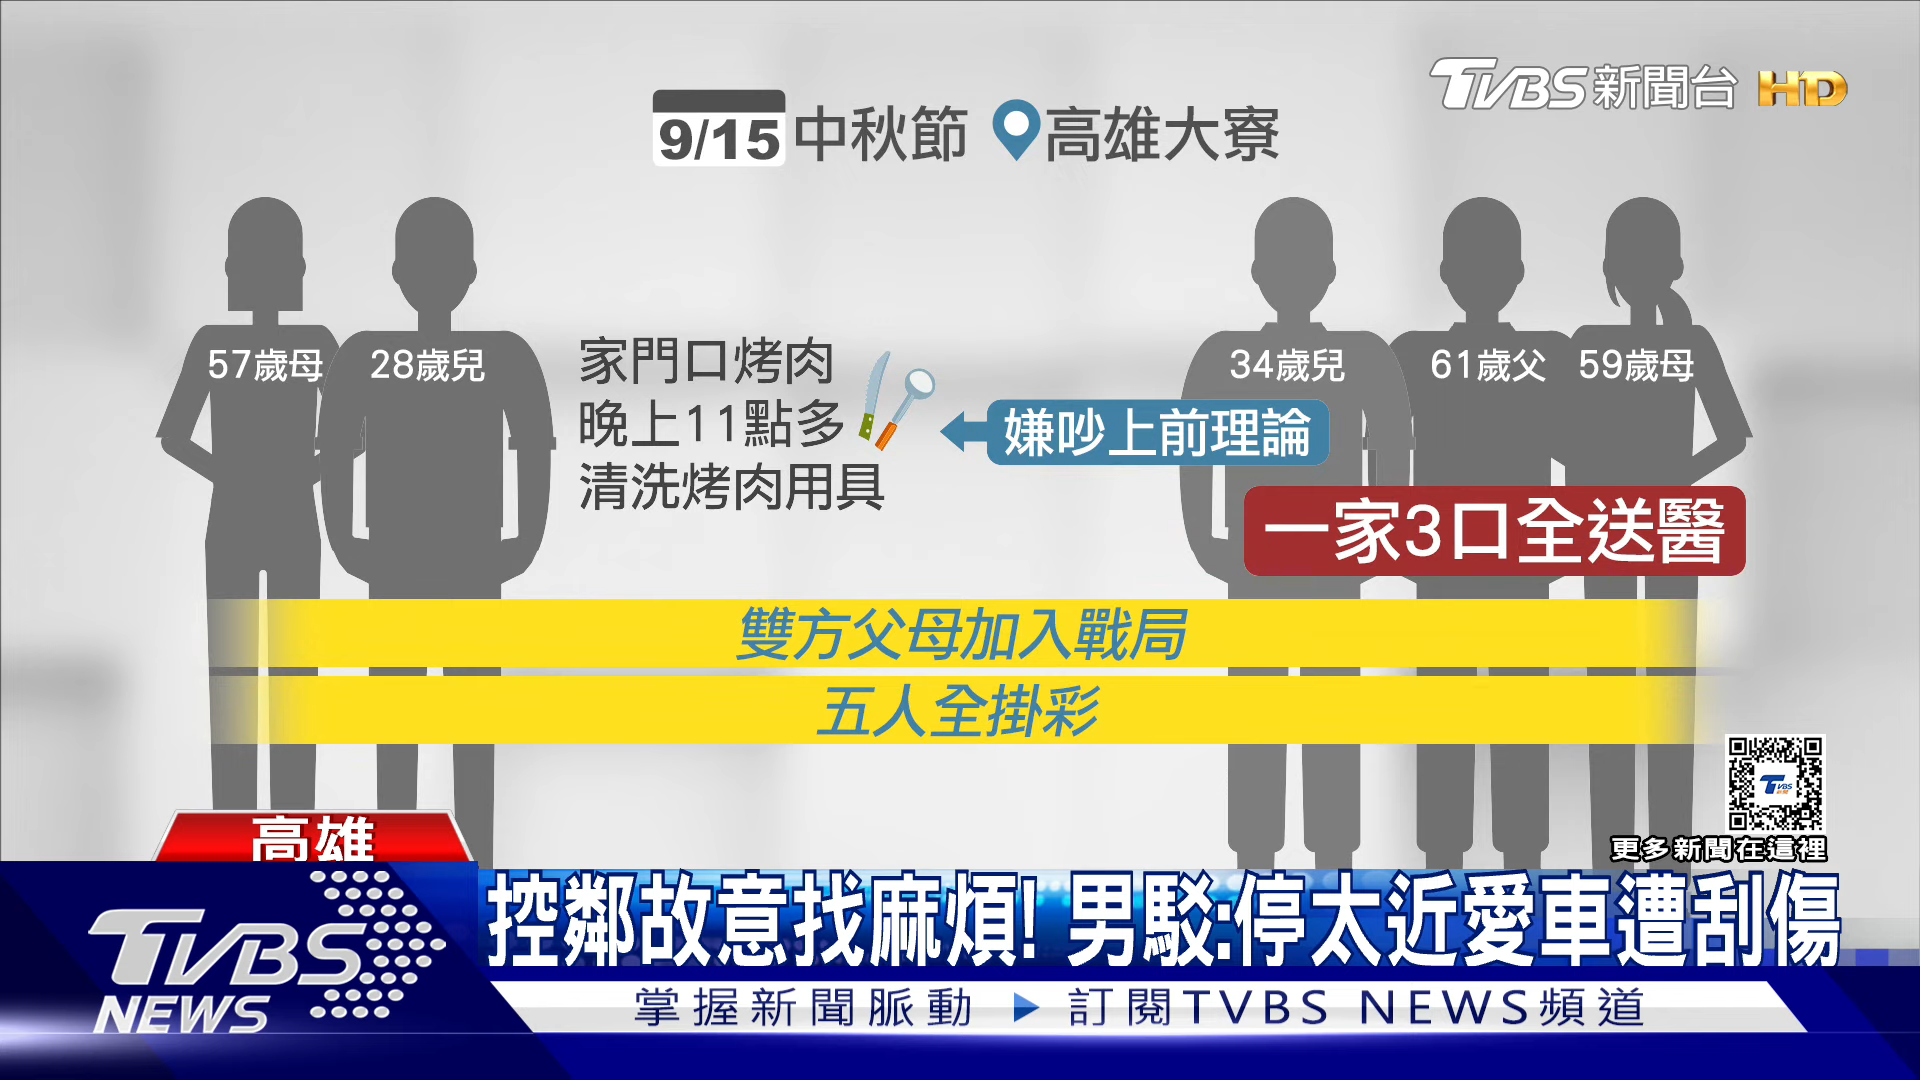 TVBS新聞台 HD
9/15 中秋節 高雄大寮
57歲母 28歲兒
34歲兒 61歲父 59歲母
家門口烤肉
晚上11點多
清洗烤肉用具
嫌吵上前理論
一家3口全送醫
雙方父母加入戰局
五人全掛彩
TVBS
新聞
更多新聞在這裡
高雄
控鄰故意找麻煩! 男駁:停太近愛車遭刮傷
TVBS
NEWS
掌握新聞脈動 ▶ 訂閱TVBS NEWS頻道